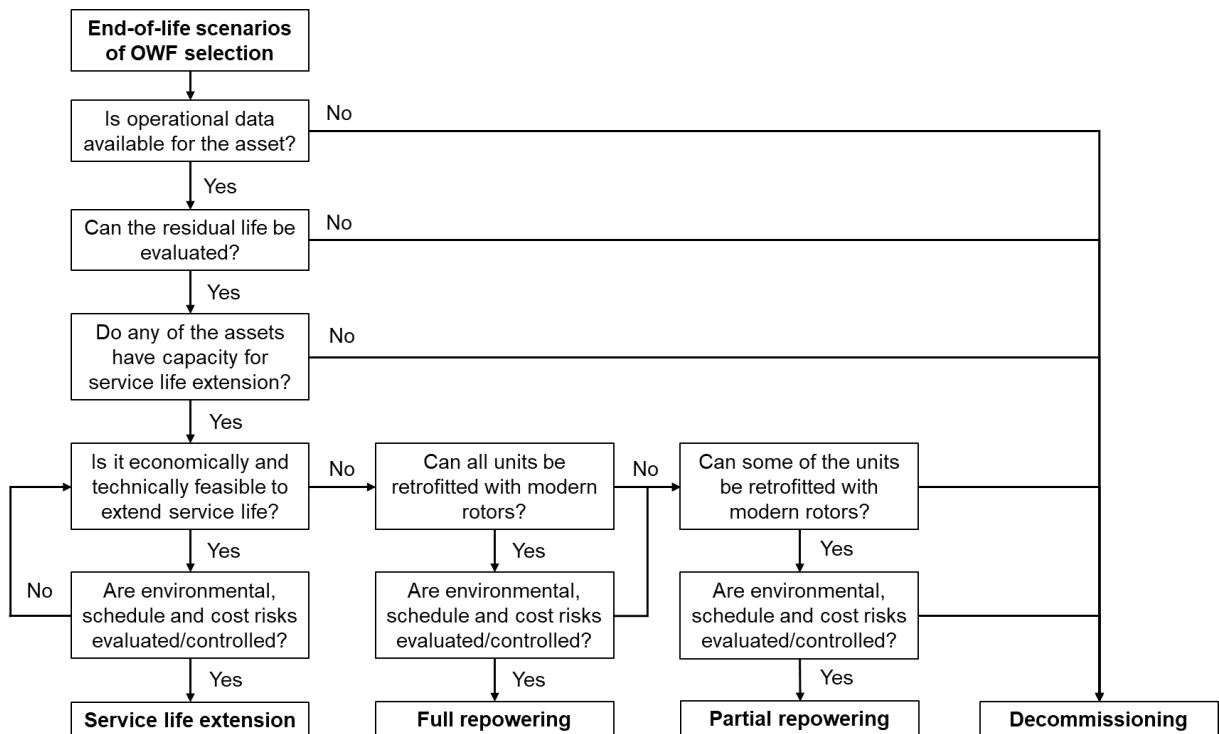 End-of-life scenarios
of OWF selection
Is operational data
available for the asset?
No
Yes
Can the residual life be
evaluated?
No
Yes
Do any of the assets
have capacity for
service life extension?
No
Yes
Is it economically and
technically feasible to
extend service life?
No
Can all units be
retrofitted with modern
rotors?
No
Can some of the units
be retrofitted with
modern rotors?
Yes
Yes
Yes
No
Are environmental,
schedule and cost risks
evaluated/controlled?
Are environmental,
schedule and cost risks
evaluated/controlled?
Are environmental,
schedule and cost risks
evaluated/controlled?
Yes
Yes
Yes
Service life extension
Full repowering
Partial repowering
Decommissioning